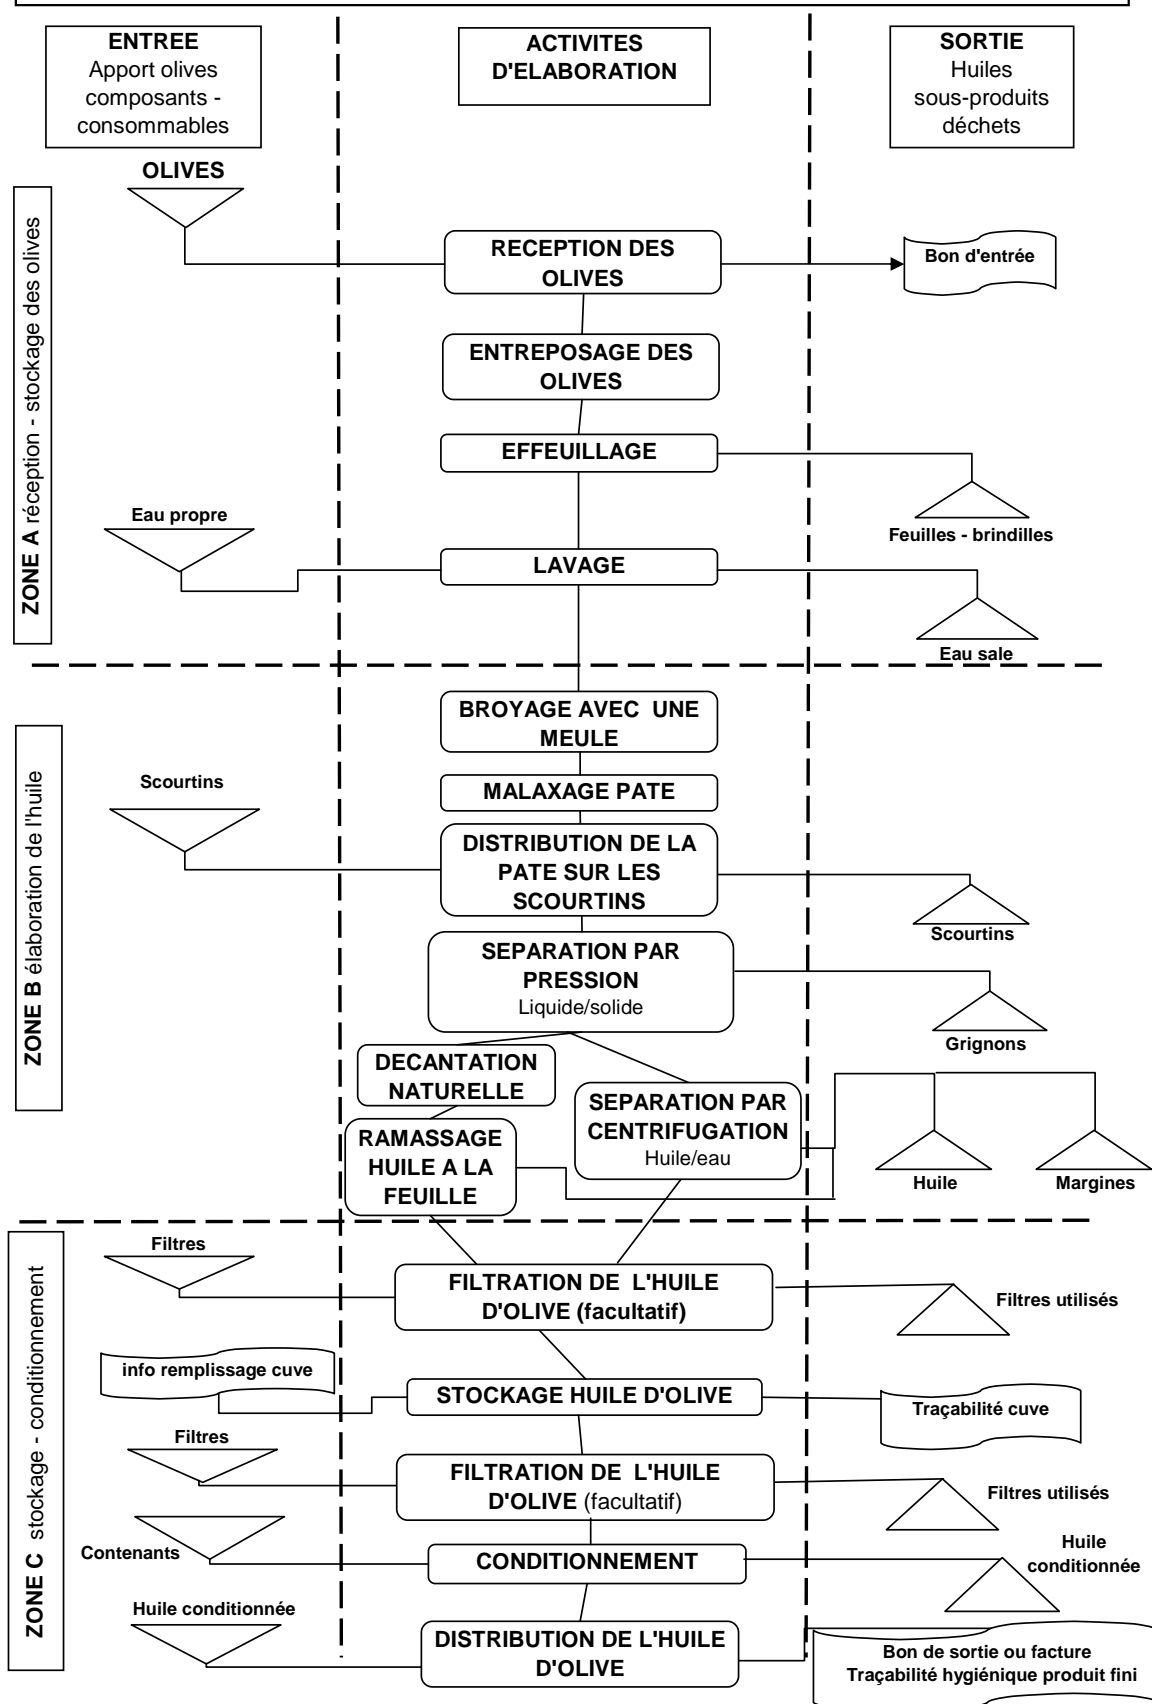 ENTREE
Apport olives
composants -
consommables
ACTIVITES
D'ELABORATION
SORTIE
Huiles
sous-produits
déchets
ZONE A réception - stockage des olives
OLIVES
RECEPTION DES
OLIVES
Bon d'entrée
ENTREPOSAGE DES
OLIVES
EFFEUILLAGE
Feuilles - brindilles
Eau propre
LAVAGE
Eau sale
ZONE B élaboration de l'huile
BROYAGE AVEC UNE
MEULE
MALAXAGE PATE
Scourtins
DISTRIBUTION DE LA
PATE SUR LES
SCOURTINS
Scourtins
SEPARATION PAR
PRESSION
Liquide/solide
Grignons
DECANTATION
NATURELLE
SEPARATION PAR
CENTRIFUGATION
Huile/eau
RAMASSAGE
HUILE A LA
FEUILLE
Huile
Margines
ZONE C stockage - conditionnement
Filtres
FILTRATION DE L'HUILE
D'OLIVE (facultatif)
Filtres utilisés
info remplissage cuve
STOCKAGE HUILE D'OLIVE
Traçabilité cuve
Filtres
FILTRATION DE L'HUILE
D'OLIVE (facultatif)
Filtres utilisés
Contenants
CONDITIONNEMENT
Huile
conditionnée
Huile conditionnée
DISTRIBUTION DE L'HUILE
D'OLIVE
Bon de sortie ou facture
Traçabilité hygiénique produit fini